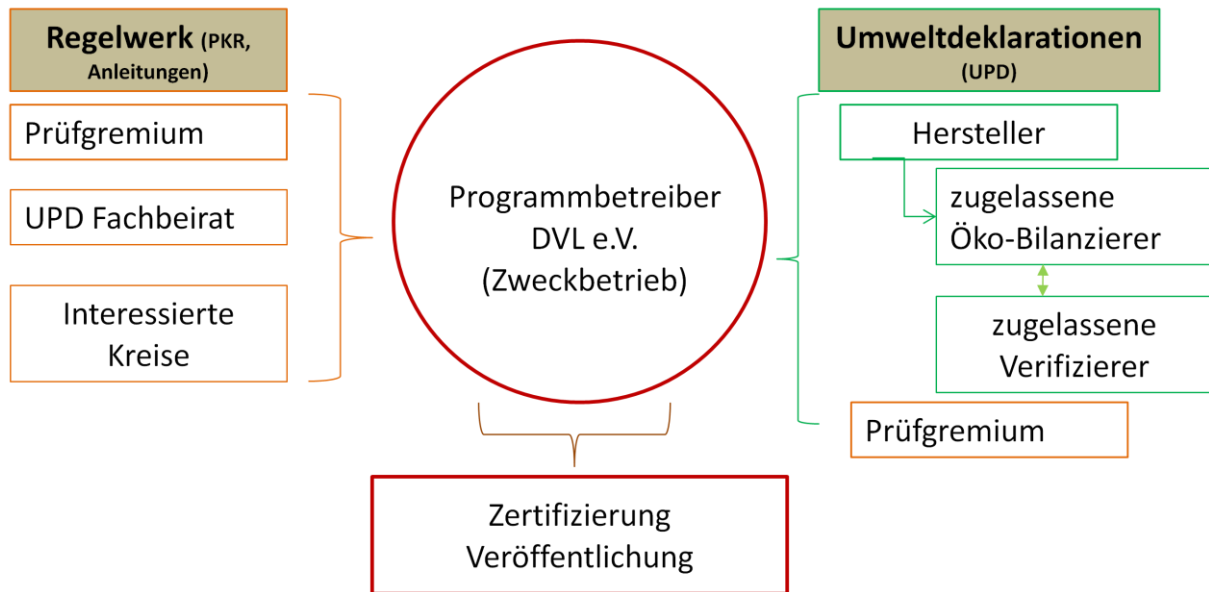 Regelwerk (PKR,
Anleitungen)
Prüfgremium
UPD Fachbeirat
Interessierte
Kreise
Programmbetreiber
DVL e.V.
(Zweckbetrieb)
Zertifizierung
Veröffentlichung
Umweltdeklarationen
(UPD)
Hersteller
zugelassene
Öko-Bilanzierer
zugelassene
Verifizierer
Prüfgremium